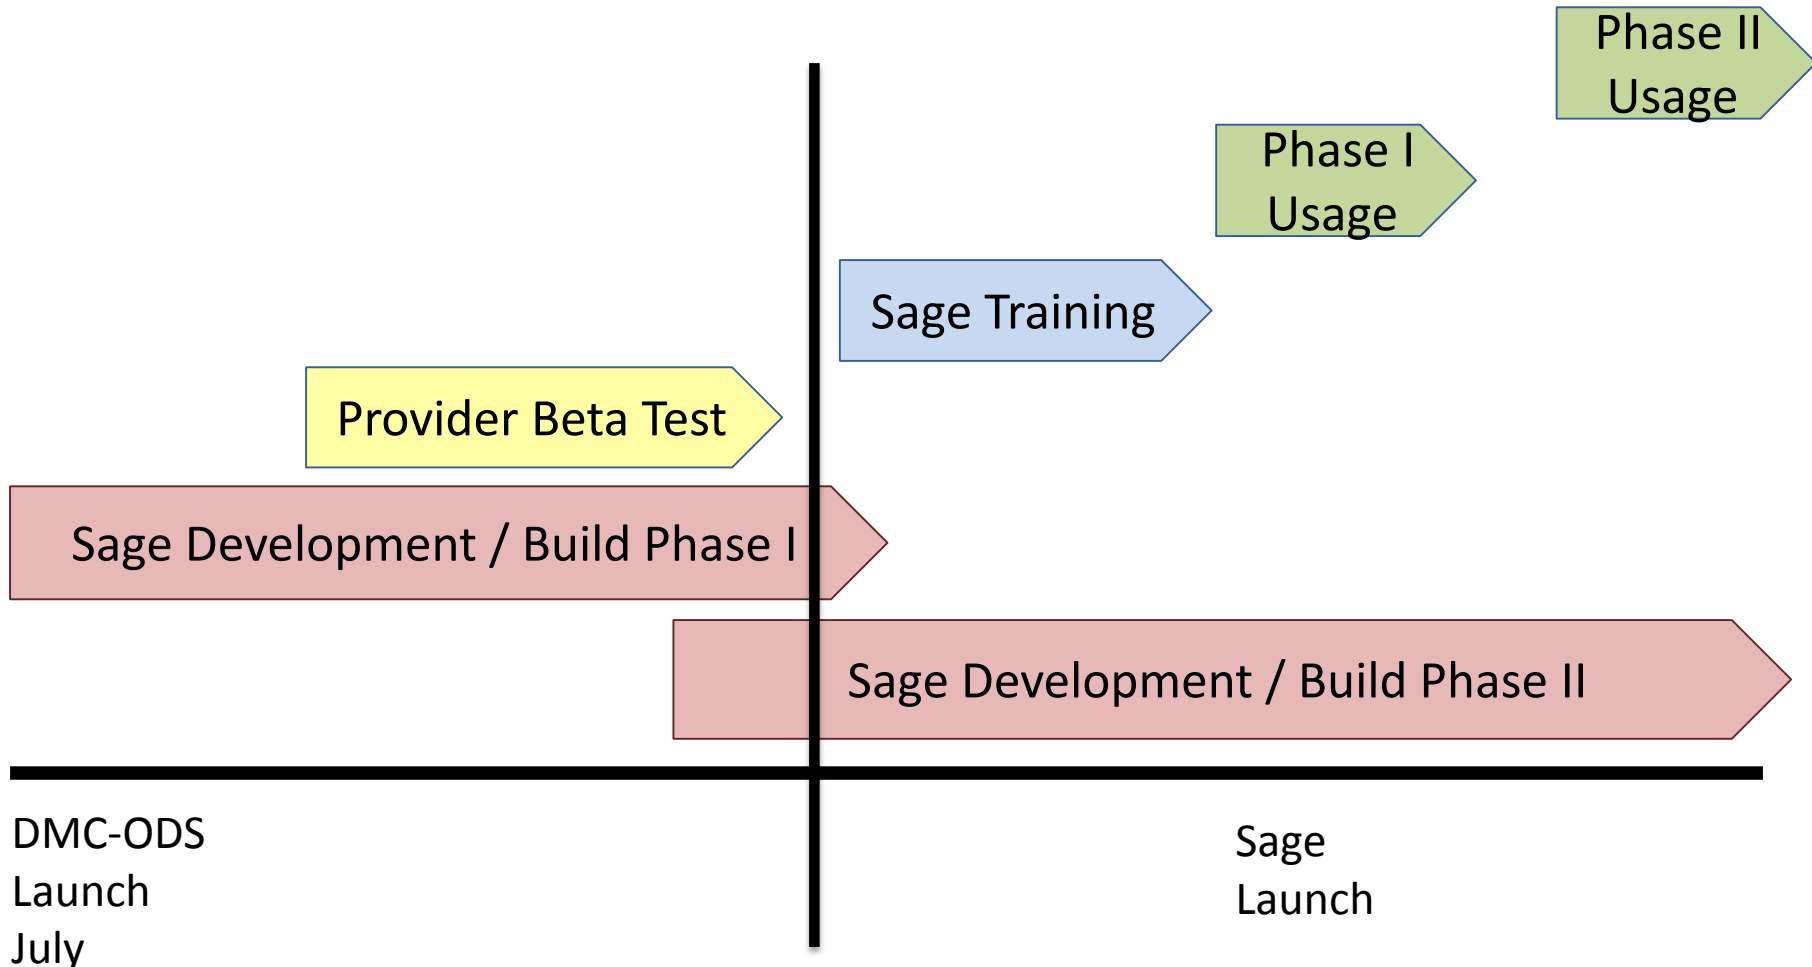 Phase II
Usage
Phase I
Usage
Sage Training
Provider Beta Test
Sage Development / Build Phase I
Sage Development / Build Phase II
DMC-ODS
Launch
July
Sage
Launch